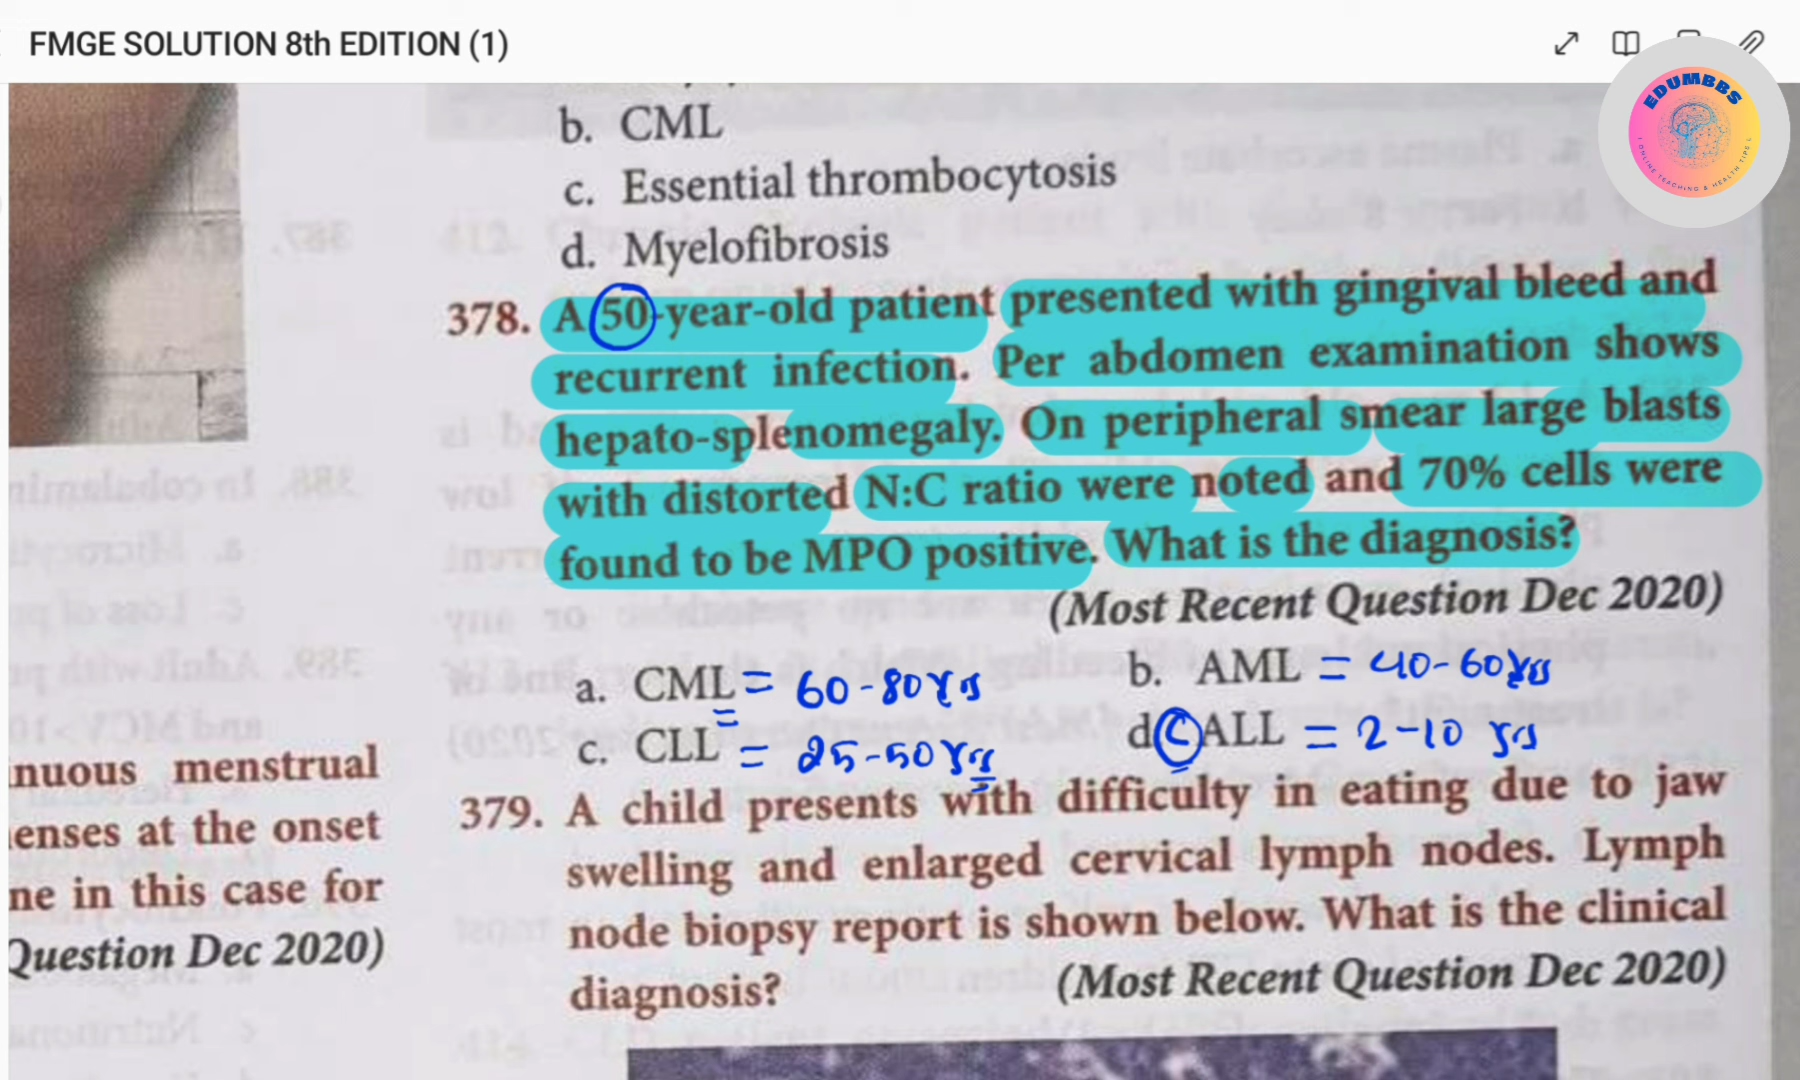 FMGE SOLUTION 8th EDITION (1)
EDUMBBS
ONLINE TEACHING & HEALTH TIPS
b. CML
c. Essential thrombocytosis
d. Myelofibrosis
378. A 50-year-old patient presented with gingival bleed and
recurrent infection. Per abdomen examination shows
hepato-splenomegaly. On peripheral smear large blasts
with distorted N:C ratio were noted and 70% cells were
found to be MPO positive. What is the diagnosis?
(Most Recent Question Dec 2020)
a. CML = 60-80 Yrs
b. AML = 40-60 Yrs
c. CLL = 25-50 Yrs
d. ALL = 2-10 Yrs
379. A child presents with difficulty in eating due to jaw
swelling and enlarged cervical lymph nodes. Lymph
node biopsy report is shown below. What is the clinical
diagnosis? (Most Recent Question Dec 2020)
nuous menstrual
enses at the onset
ne in this case for
Question Dec 2020)